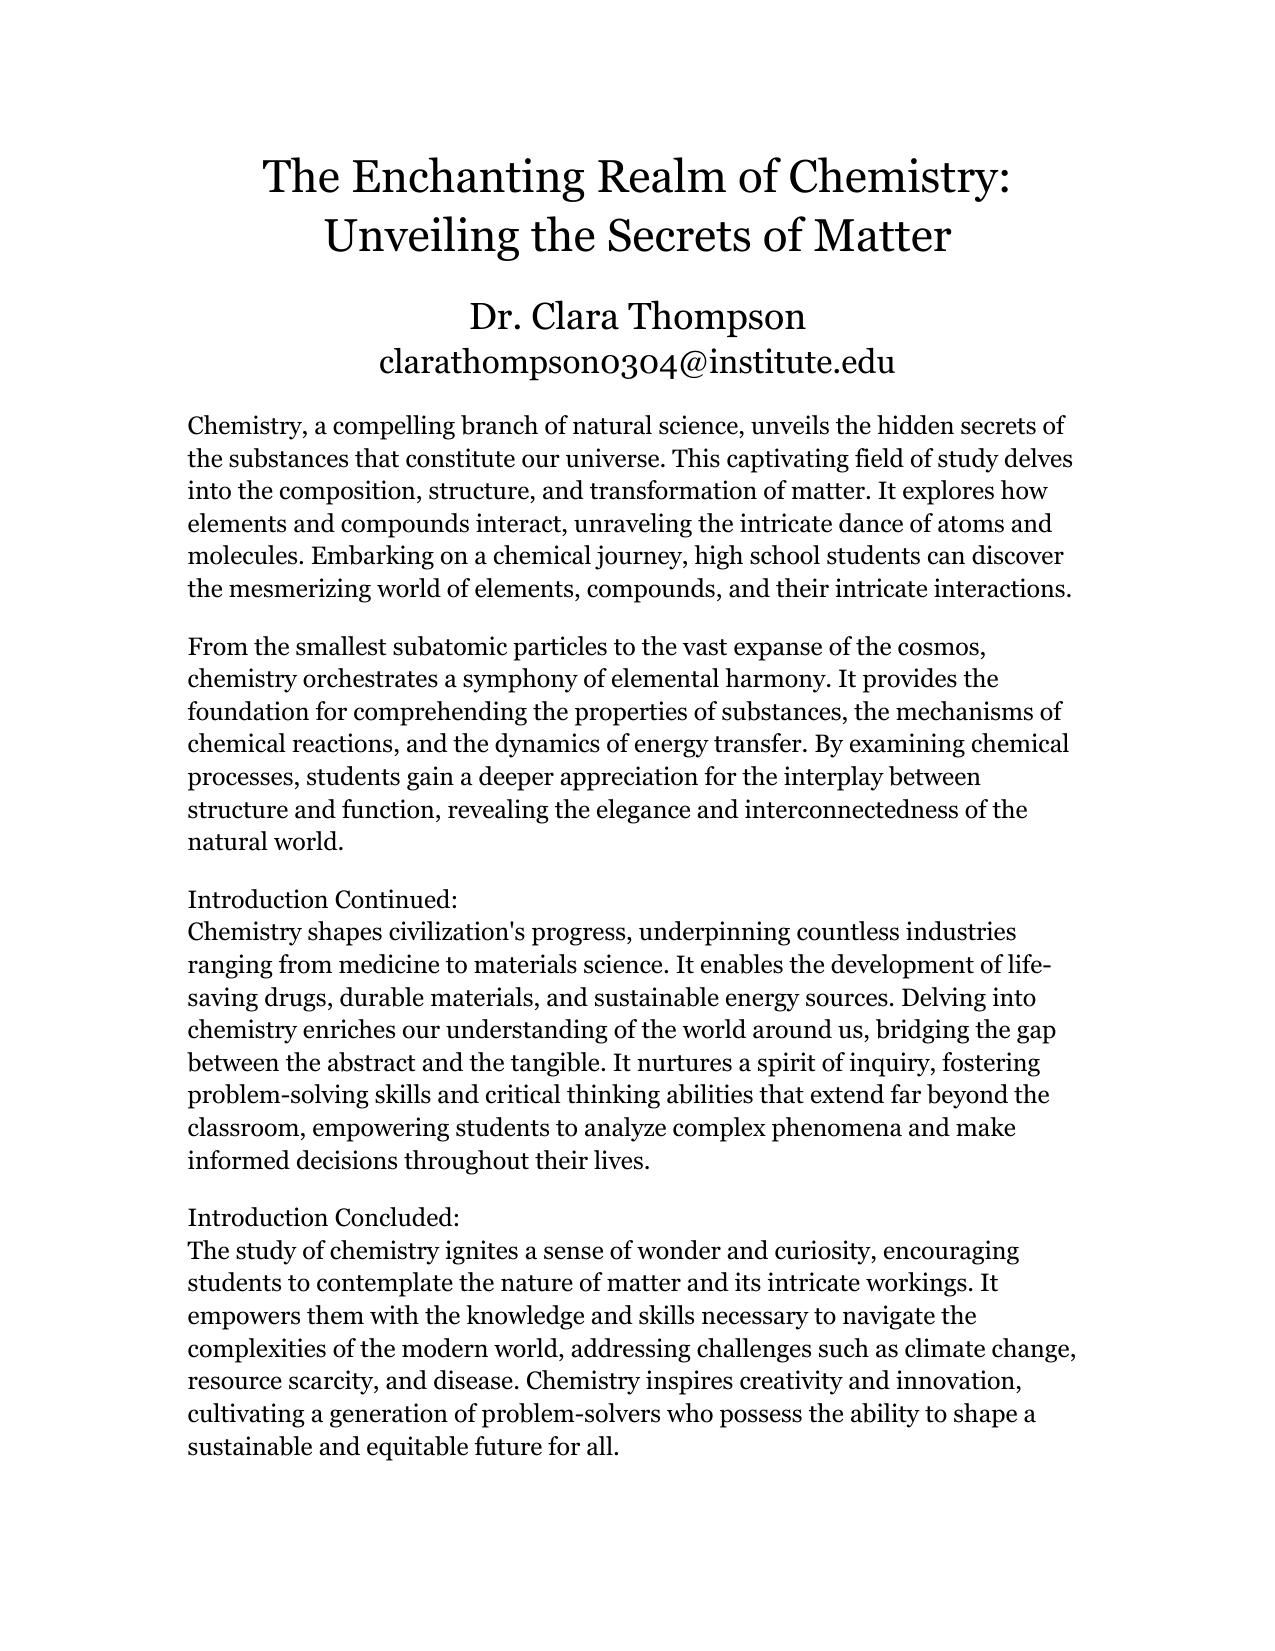 The Enchanting Realm of Chemistry:
Unveiling the Secrets of Matter
Dr. Clara Thompson
clarathompson0304@institute.edu
Chemistry, a compelling branch of natural science, unveils the hidden secrets of
the substances that constitute our universe. This captivating field of study delves
into the composition, structure, and transformation of matter. It explores how
elements and compounds interact, unraveling the intricate dance of atoms and
molecules. Embarking on a chemical journey, high school students can discover
the mesmerizing world of elements, compounds, and their intricate interactions.
From the smallest subatomic particles to the vast expanse of the cosmos,
chemistry orchestrates a symphony of elemental harmony. It provides the
foundation for comprehending the properties of substances, the mechanisms of
chemical reactions, and the dynamics of energy transfer. By examining chemical
processes, students gain a deeper appreciation for the interplay between
structure and function, revealing the elegance and interconnectedness of the
natural world.
Introduction Continued:
Chemistry shapes civilization's progress, underpinning countless industries
ranging from medicine to materials science. It enables the development of life-
saving drugs, durable materials, and sustainable energy sources. Delving into
chemistry enriches our understanding of the world around us, bridging the gap
between the abstract and the tangible. It nurtures a spirit of inquiry, fostering
problem-solving skills and critical thinking abilities that extend far beyond the
classroom, empowering students to analyze complex phenomena and make
informed decisions throughout their lives.
Introduction Concluded:
The study of chemistry ignites a sense of wonder and curiosity, encouraging
students to contemplate the nature of matter and its intricate workings. It
empowers them with the knowledge and skills necessary to navigate the
complexities of the modern world, addressing challenges such as climate change,
resource scarcity, and disease. Chemistry inspires creativity and innovation,
cultivating a generation of problem-solvers who possess the ability to shape a
sustainable and equitable future for all.